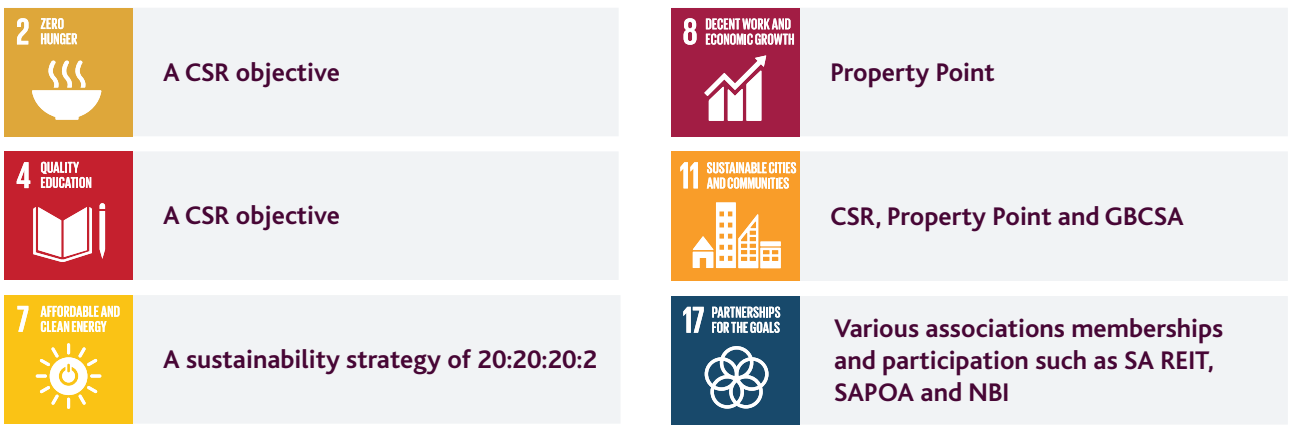 2 ZERO
HUNGER
A CSR objective
4 QUALITY
EDUCATION
A CSR objective
7 AFFORDABLE AND
CLEAN ENERGY
A sustainability strategy of 20:20:20:2
8 DECENT WORK AND
ECONOMIC GROWTH
Property Point
11 SUSTAINABLE CITIES
AND COMMUNITIES
CSR, Property Point and GBCSA
17 PARTNERSHIPS
FOR THE GOALS
Various associations memberships
and participation such as SA REIT,
SAPOA and NBI